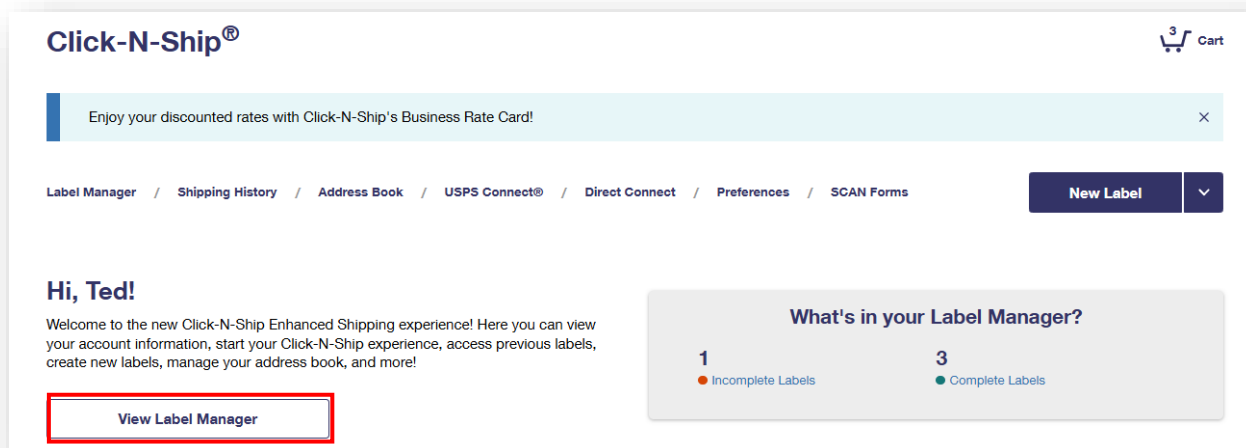 Click-N-Ship®
3
Cart
Enjoy your discounted rates with Click-N-Ship's Business Rate Card!
Label Manager / Shipping History / Address Book / USPS Connect® / Direct Connect / Preferences / SCAN Forms
New Label
Hi, Ted!
Welcome to the new Click-N-Ship Enhanced Shipping experience! Here you can view
your account information, start your Click-N-Ship experience, access previous labels,
create new labels, manage your address book, and more!
View Label Manager
What's in your Label Manager?
1
Incomplete Labels
3
Complete Labels